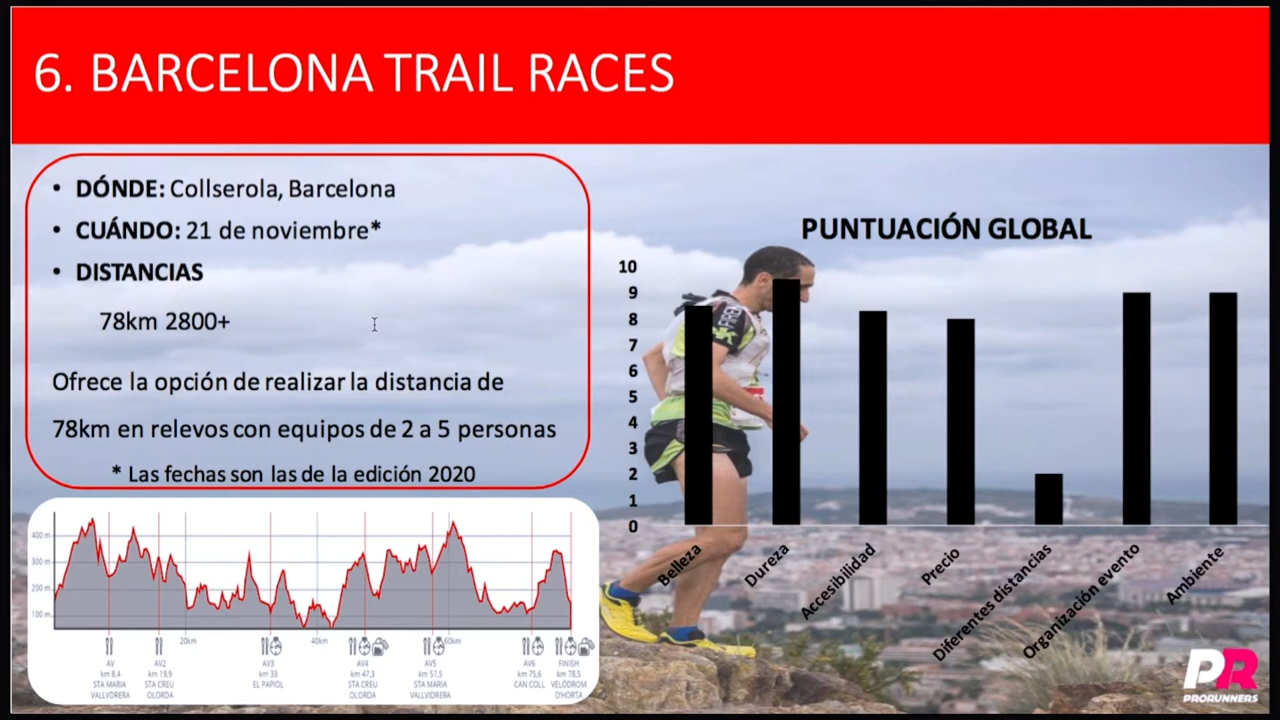 6. BARCELONA TRAIL RACES
• DÓNDE: Collserola, Barcelona
• CUÁNDO: 21 de noviembre*
• DISTANCIAS
78km 2800+
Ofrece la opción de realizar la distancia de
78km en relevos con equipos de 2 a 5 personas
* Las fechas son las de la edición 2020
PUNTUACIÓN GLOBAL
10
9
8
7
6
5
4
3
2
1
0
Belleza
Dureza
Accesibilidad
Precio
Diferentes distancias
Organización evento
Ambiente
400 m
300 m
200 m
100 m
20km
40km
60km
AV
km 8,4
STA MARIA
VALLVIDRERA
AV2
km 19,9
STA CREU
OLORDA
AV3
km 33
EL PAPIOL
AV4
km 47,3
STA CREU
OLORDA
AV5
km 57,5
STA MARIA
VALLVIDRERA
AV6
km 75,6
CAN COLL
FINISH
km 78,5
VELÒDROM
D'HORTA
PR
PRORUNNERS